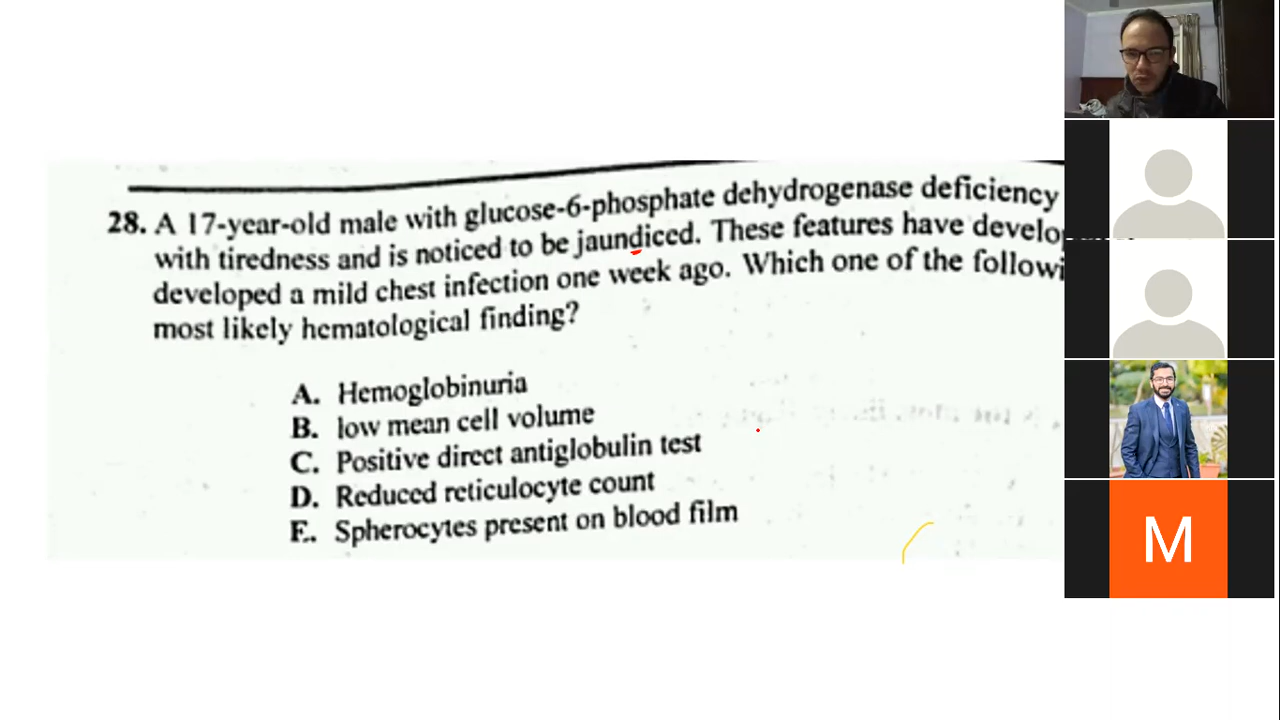 28. A 17-year-old male with glucose-6-phosphate dehydrogenase deficiency
with tiredness and is noticed to be jaundiced. These features have
developed a mild chest infection one week ago. Which one of the
most likely hematological finding?
A. Hemoglobinuria
B. low mean cell volume
C. Positive direct antiglobulin test
D. Reduced reticulocyte count
E. Spherocytes present on blood film
M